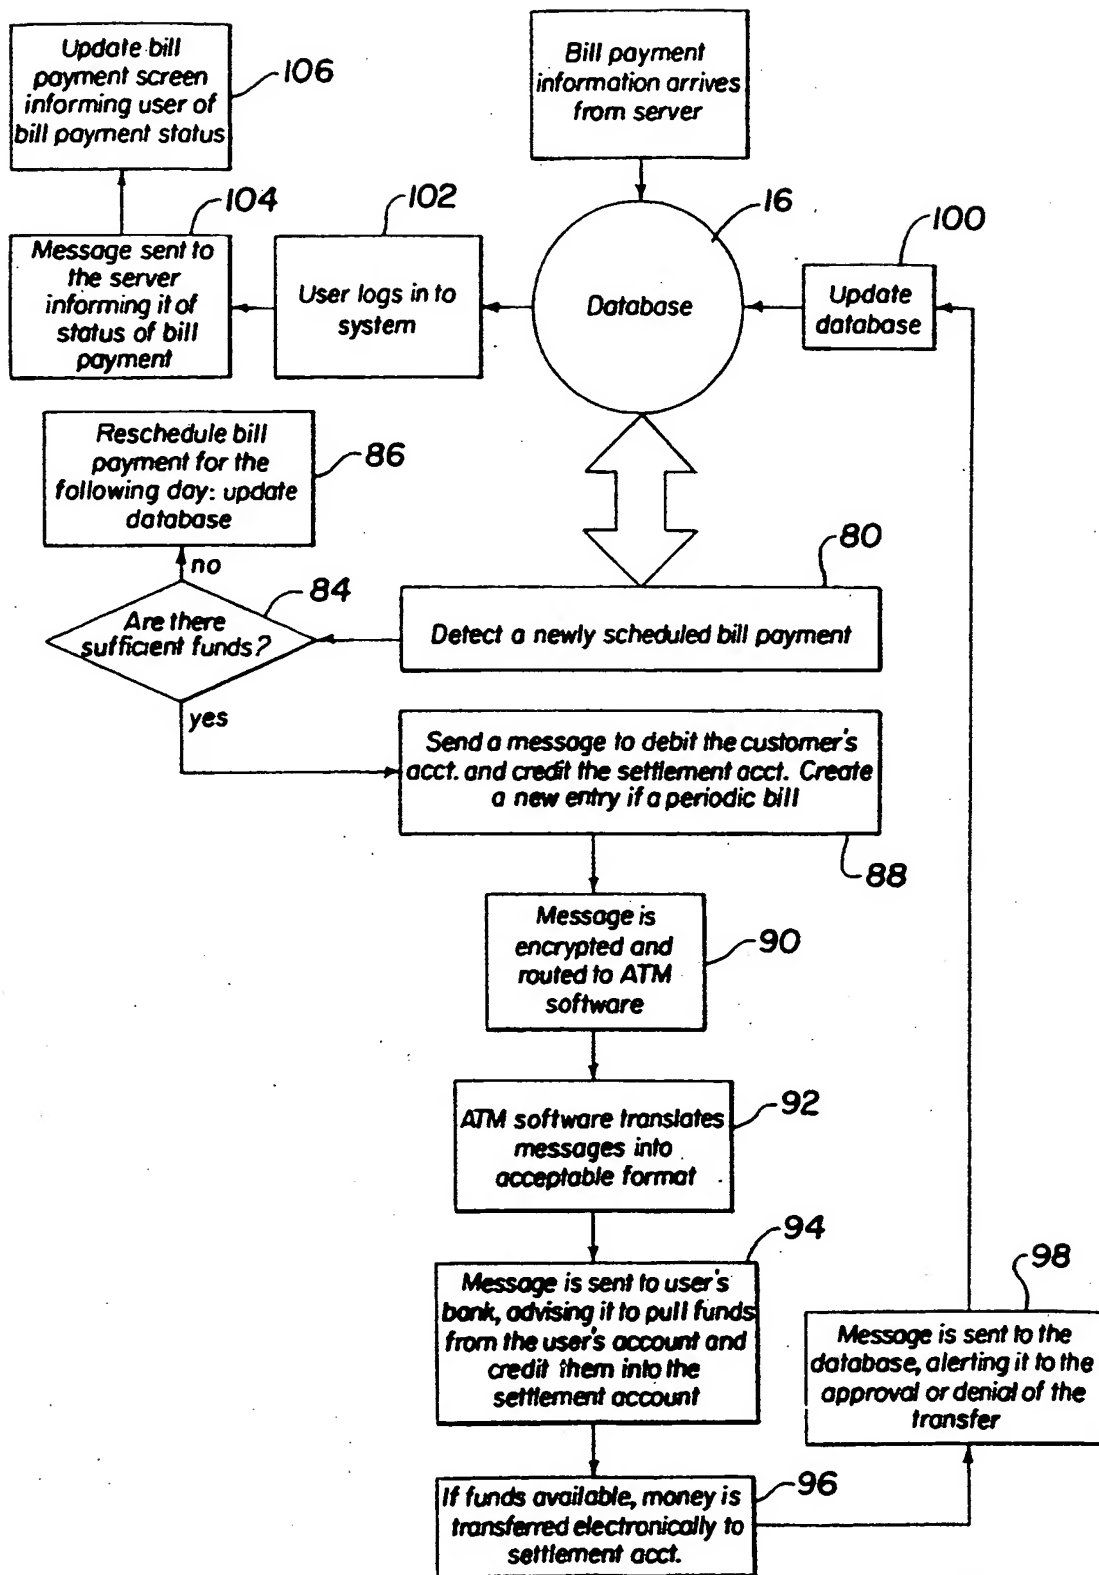 Update bill
payment screen
informing user of
bill payment status
106
Bill payment
information arrives
from server
104
102
16
100
Message sent to
the server
informing it of
status of bill
payment
User logs in to
system
Database
Update
database
Reschedule bill
payment for the
following day: update
database
86
no
84
Are there
sufficient funds?
yes
80
Detect a newly scheduled bill payment
Send a message to debit the customer's
acct. and credit the settlement acct. Create
a new entry if a periodic bill
88
Message is
encrypted and
routed to ATM
software
90
ATM software translates
messages into
acceptable format
92
94
Message is sent to user's
bank, advising it to pull funds
from the user's account and
credit them into the
settlement account
98
Message is sent to the
database, alerting it to the
approval or denial of the
transfer
If funds available, money is
transferred electronically to
settlement acct.
96